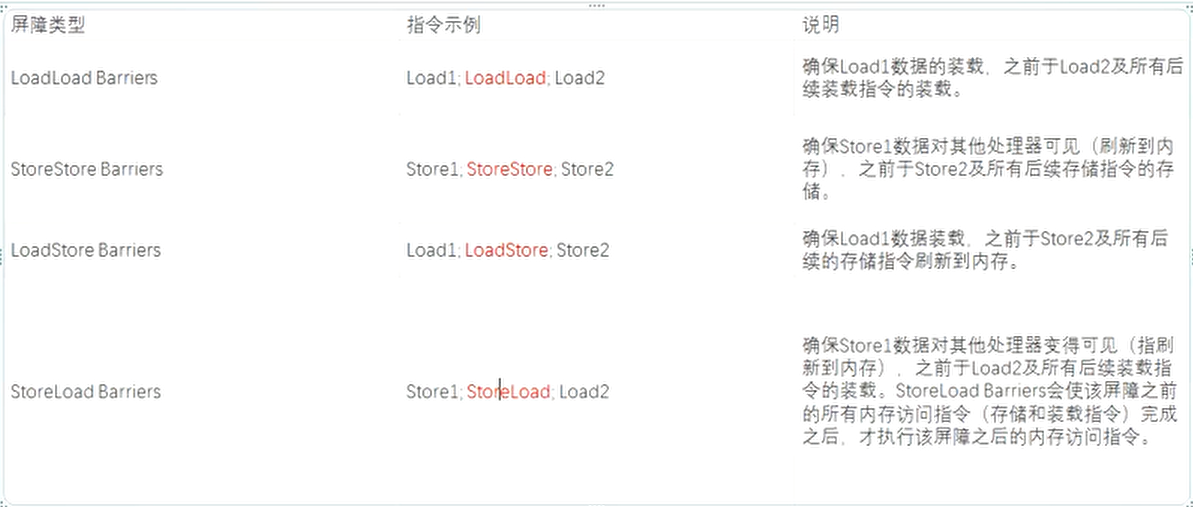 屏障类型 指令示例 说明
LoadLoad Barriers Load1; LoadLoad; Load2 确保Load1数据的装载，之前于Load2及所有后
续装载指令的装载。
StoreStore Barriers Store1; StoreStore; Store2 确保Store1数据对其他处理器可见（刷新到内
存），之前于Store2及所有后续存储指令的存
储。
LoadStore Barriers Load1; LoadStore; Store2 确保Load1数据装载，之前于Store2及所有后
续的存储指令刷新到内存。
StoreLoad Barriers Store1; StoreLoad; Load2 确保Store1数据对其他处理器变得可见（指刷
新到内存），之前于Load2及所有后续装载指
令的装载。StoreLoad Barriers会使该屏障之前
的所有内存访问指令（存储和装载指令）完成
之后，才执行该屏障之后的内存访问指令。